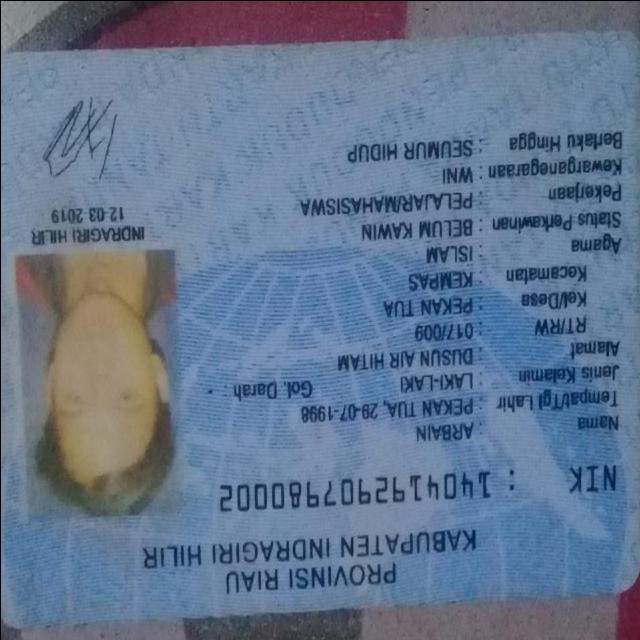 PROVINSI RIAU
KABUPATEN INDRAGIRI HILIR
NIK : 1404192907980002
Nama : ARBAIN
Tempat/Tgl Lahir : PEKAN TUA, 29-07-1998
Jenis Kelamin : LAKI-LAKI Gol. Darah : -
Alamat : DUSUN AIR HITAM
RT/RW : 017/009
Kel/Desa : PEKAN TUA
Kecamatan : KEMPAS
Agama : ISLAM
Status Perkawinan : BELUM KAWIN
Pekerjaan : PELAJAR/MAHASISWA
Kewarganegaraan : WNI
Berlaku Hingga : SEUMUR HIDUP
INDRAGIRI HILIR
12-03-2019